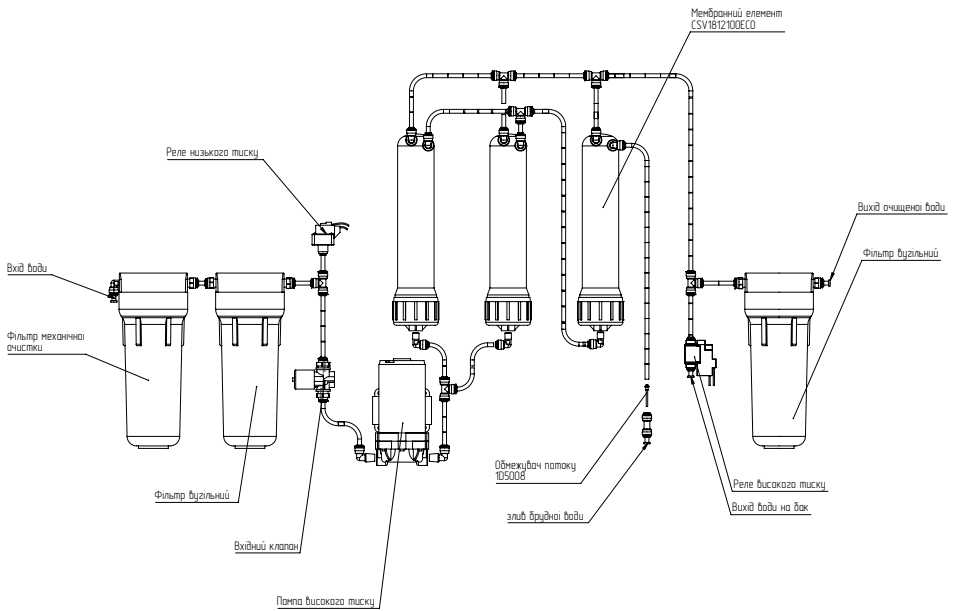 Мембранний елемент
CSV1812100ECO
Реле низького тиску
Вихід очищеної води
Фільтр вугільний
Вхід води
Фільтр механічної
очистки
Обмежувач потоку
1D5008
Реле високого тиску
Фільтр вугільний
Вихід води на бак
злив брудної води
Вхідний клапан
Помпа високого тиску